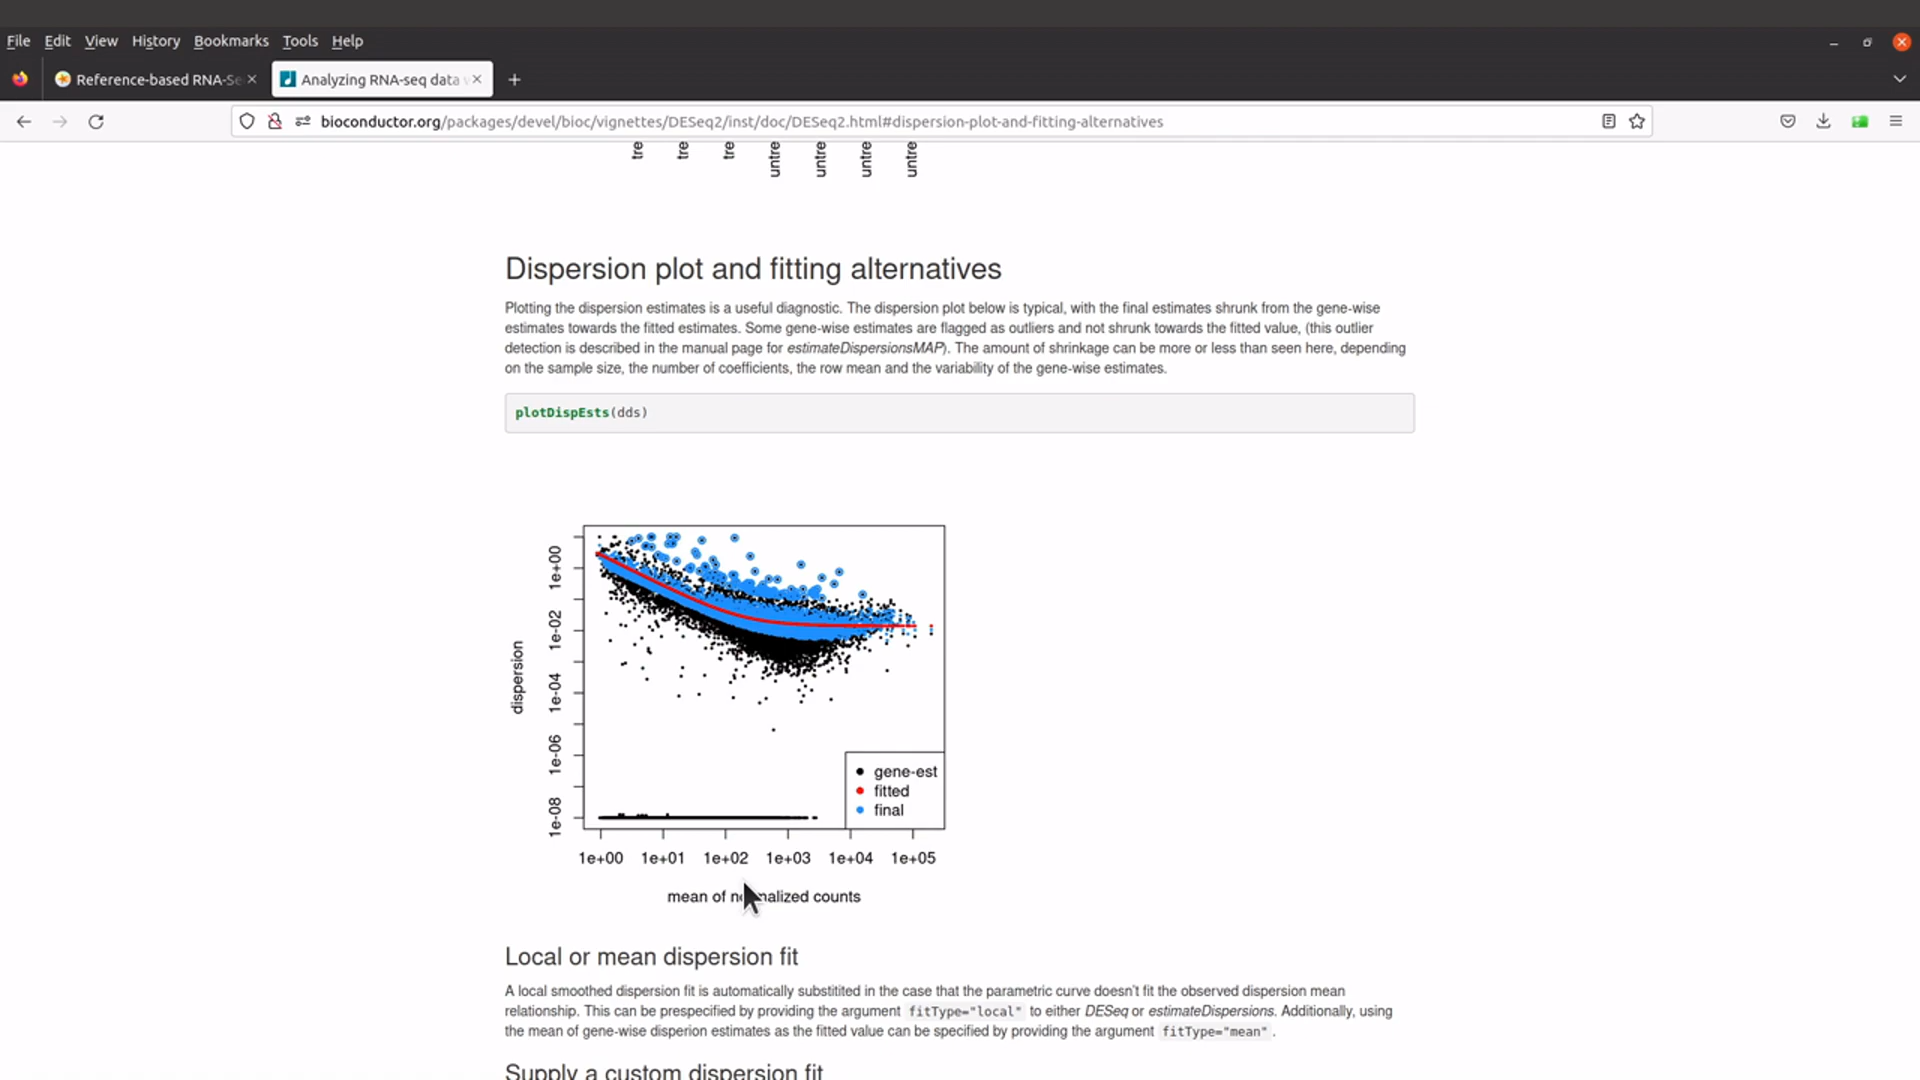 File Edit View History Bookmarks Tools Help
Reference-based RNA-Se
Analyzing RNA-seq data
bioconductor.org/packages/devel/bioc/vignettes/DESeq2/inst/doc/DESeq2.html#dispersion-plot-and-fitting-alternatives
tre tre tre untre untre untre untre
Dispersion plot and fitting alternatives
Plotting the dispersion estimates is a useful diagnostic. The dispersion plot below is typical, with the final estimates shrunk from the gene-wise
estimates towards the fitted estimates. Some gene-wise estimates are flagged as outliers and not shrunk towards the fitted value, (this outlier
detection is described in the manual page for estimateDispersionsMAP). The amount of shrinkage can be more or less than seen here, depending
on the sample size, the number of coefficients, the row mean and the variability of the gene-wise estimates.
plotDispEsts(dds)
dispersion
1e+00
1e-02
1e-04
1e-06
1e-08
gene-est
fitted
final
1e+00 1e+01 1e+02 1e+03 1e+04 1e+05
mean of normalized counts
Local or mean dispersion fit
A local smoothed dispersion fit is automatically substitited in the case that the parametric curve doesn't fit the observed dispersion mean
relationship. This can be prespecified by providing the argument fitType="local" to either DESeq or estimateDispersions. Additionally, using
the mean of gene-wise disperion estimates as the fitted value can be specified by providing the argument fitType="mean".
Supply a custom dispersion fit